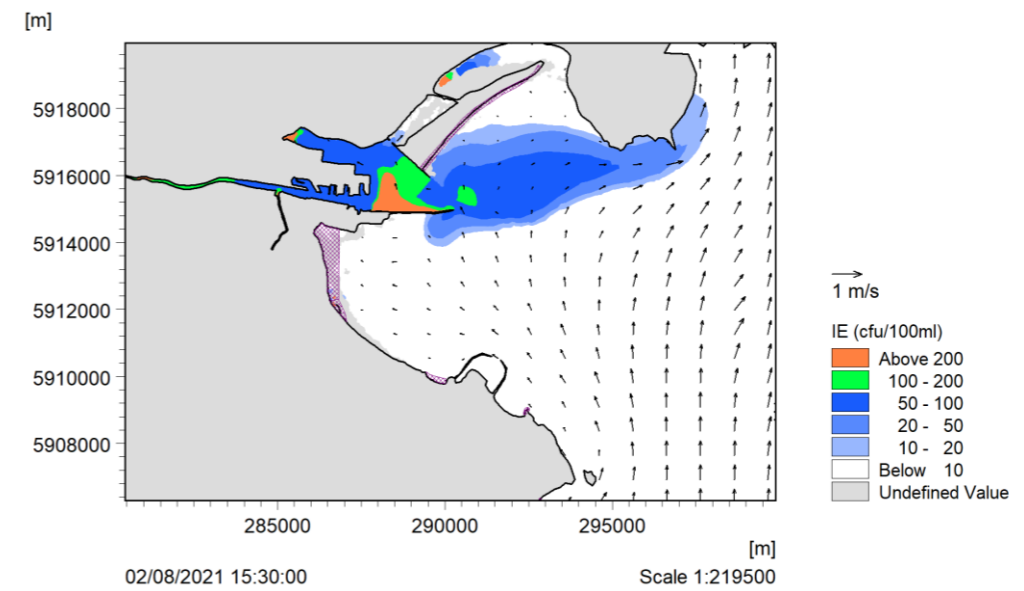 [m]
5918000
5916000
5914000
5912000
5910000
5908000
285000 290000 295000
[m]
02/08/2021 15:30:00 Scale 1:219500
1 m/s
IE (cfu/100ml)
Above 200
100 - 200
50 - 100
20 - 50
10 - 20
Below 10
Undefined Value